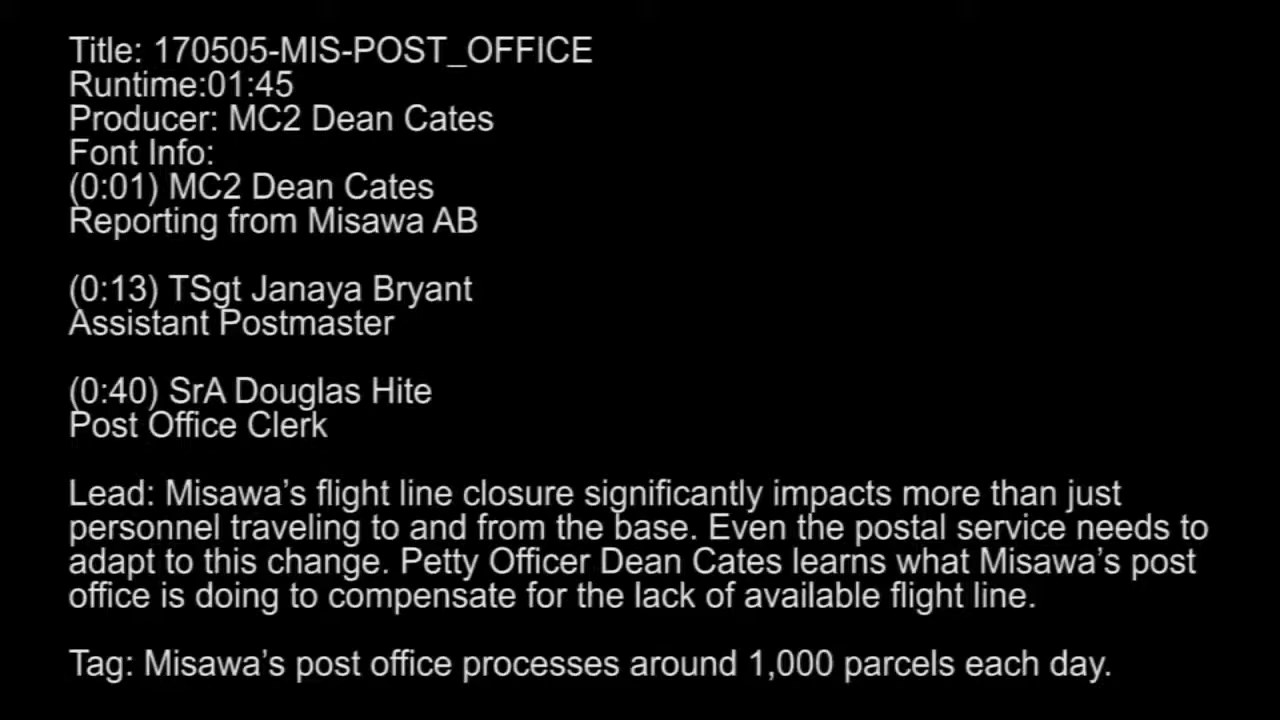 Title: 170505-MIS-POST_OFFICE
Runtime:01:45
Producer: MC2 Dean Cates
Font Info:
(0:01) MC2 Dean Cates
Reporting from Misawa AB
(0:13) TSgt Janaya Bryant
Assistant Postmaster
(0:40) SrA Douglas Hite
Post Office Clerk
Lead: Misawa’s flight line closure significantly impacts more than just
personnel traveling to and from the base. Even the postal service needs to
adapt to this change. Petty Officer Dean Cates learns what Misawa’s post
office is doing to compensate for the lack of available flight line.
Tag: Misawa’s post office processes around 1,000 parcels each day.